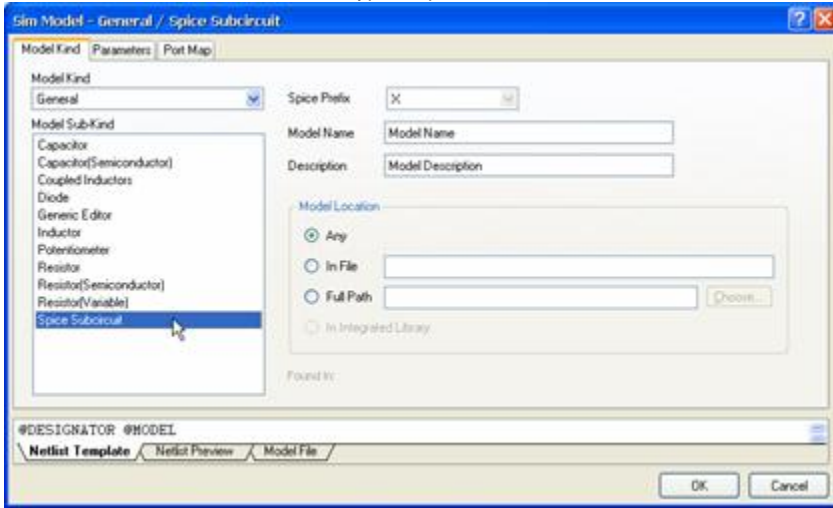 Sim Model - General / Spice Subcircuit
Model Kind Parameters Port Map
Model Kind
General
Spice Prefix X
Model Sub-Kind
Model Name Model Name
Description Model Description
Capacitor
Capacitor(Semiconductor)
Coupled Inductors
Diode
Generic Editor
Inductor
Potentiometer
Resistor
Resistor(Semiconductor)
Resistor(Variable)
Spice Subcircuit
Model Location
Any
In File
Full Path Choose...
In Integrated Library
Found In:
@DESIGNATOR @MODEL
Netlist Template Netlist Preview Model File
OK Cancel